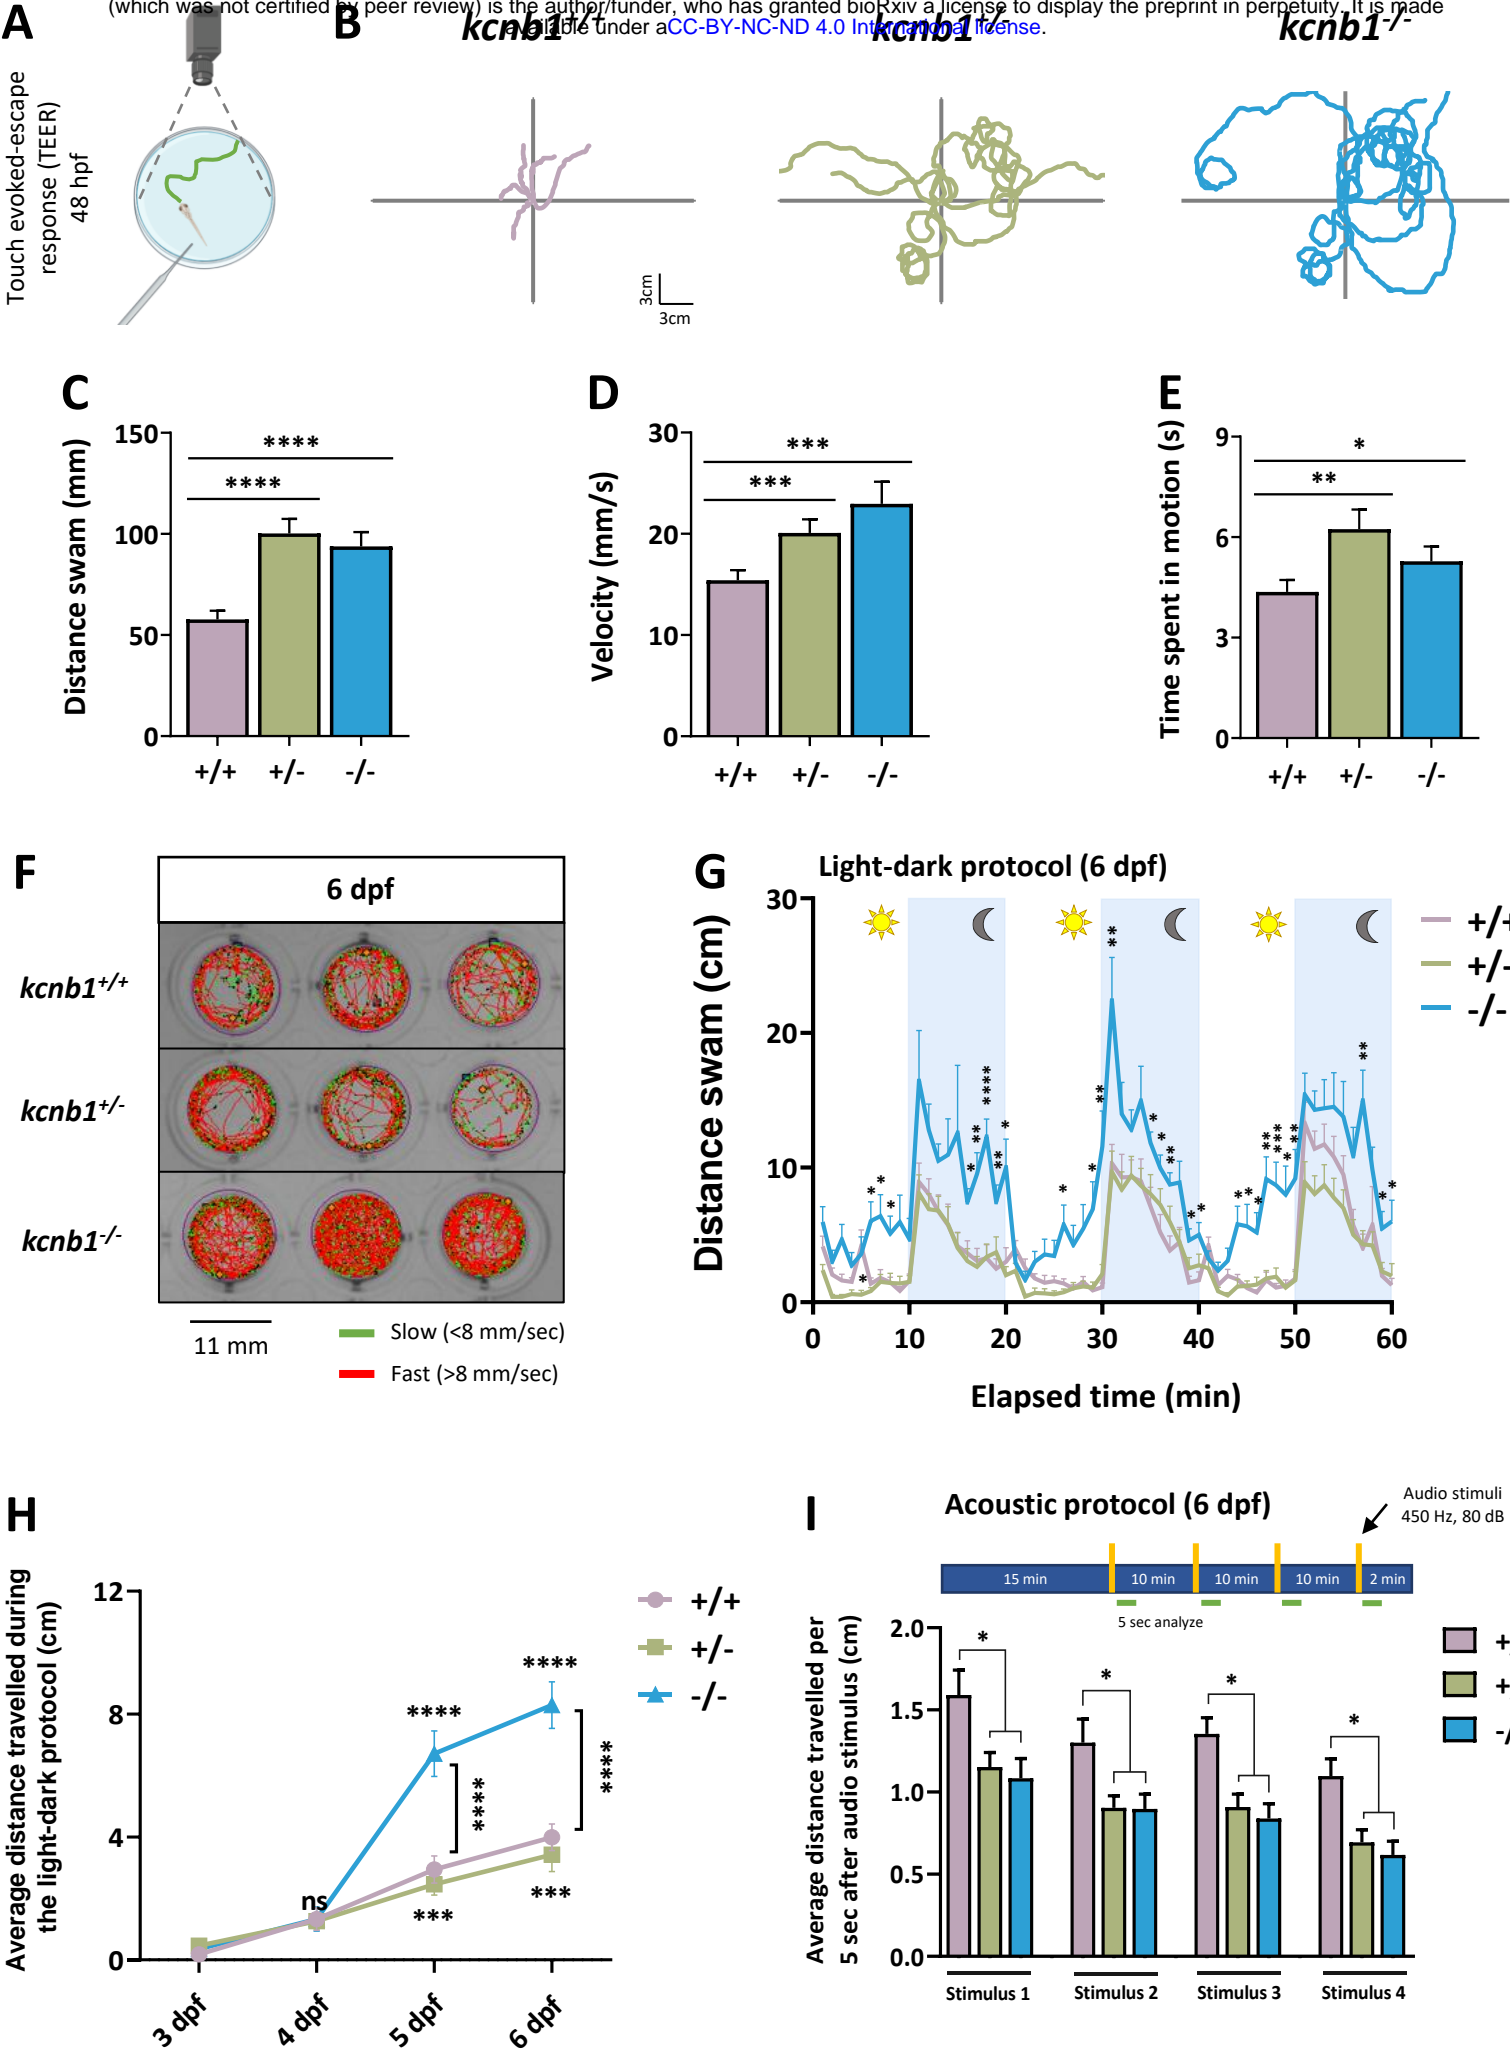 (which was not certified by peer review) is the author/funder, who has granted bioRxiv a license to display the preprint in perpetuity. It is made
available under aCC-BY-NC-ND 4.0 International license.
A
B
kcnb1+/+
kcnb1+/-
kcnb1-/-
Touch evoked-escape
response (TEER)
48 hpf
3cm
3cm
C
Distance swam (mm)
150
100
50
0
****
****
+/+ +/- -/-
D
Velocity (mm/s)
30
20
10
0
***
***
+/+ +/- -/-
E
Time spent in motion (s)
9
6
3
0
*
**
+/+ +/- -/-
F
6 dpf
kcnb1+/+
kcnb1+/-
kcnb1-/-
11 mm
Slow (<8 mm/sec)
Fast (>8 mm/sec)
G
Light-dark protocol (6 dpf)
Distance swam (cm)
30
20
10
0
0 10 20 30 40 50 60
Elapsed time (min)
+/+
+/-
-/-
H
Average distance travelled during
the light-dark protocol (cm)
12
8
4
0
ns
****
****
****
****
***
***
3 dpf
4 dpf
5 dpf
6 dpf
+/+
+/-
-/-
I
Acoustic protocol (6 dpf)
Audio stimuli
450 Hz, 80 dB
15 min 10 min 10 min 10 min 2 min
5 sec analyze
Average distance travelled per
5 sec after audio stimulus (cm)
2.0
1.5
1.0
0.5
0.0
* * * *
Stimulus 1 Stimulus 2 Stimulus 3 Stimulus 4